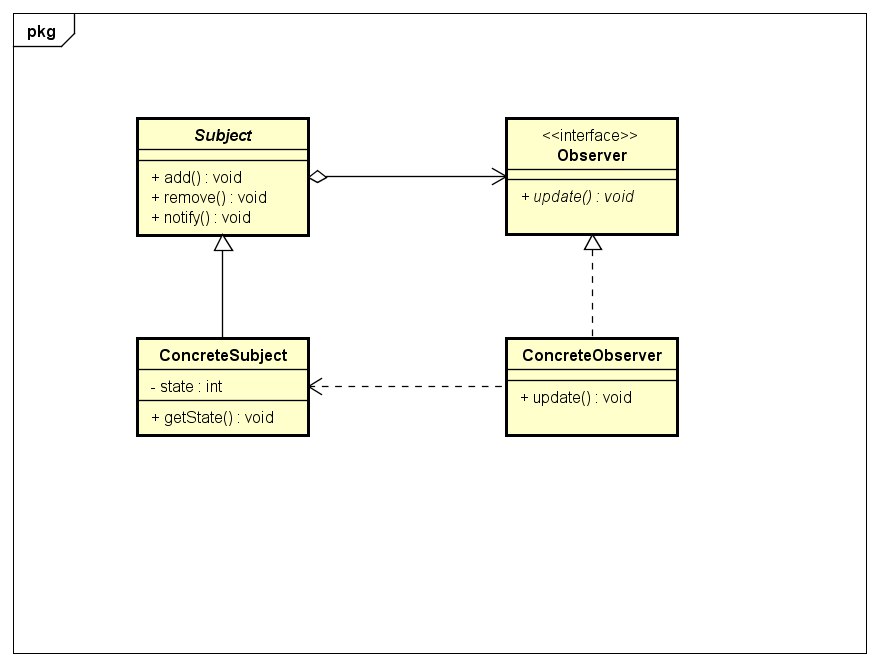 pkg
Subject
+ add() : void
+ remove() : void
+ notify() : void
<<interface>>
Observer
+ update() : void
ConcreteSubject
- state : int
+ getState() : void
ConcreteObserver
+ update() : void